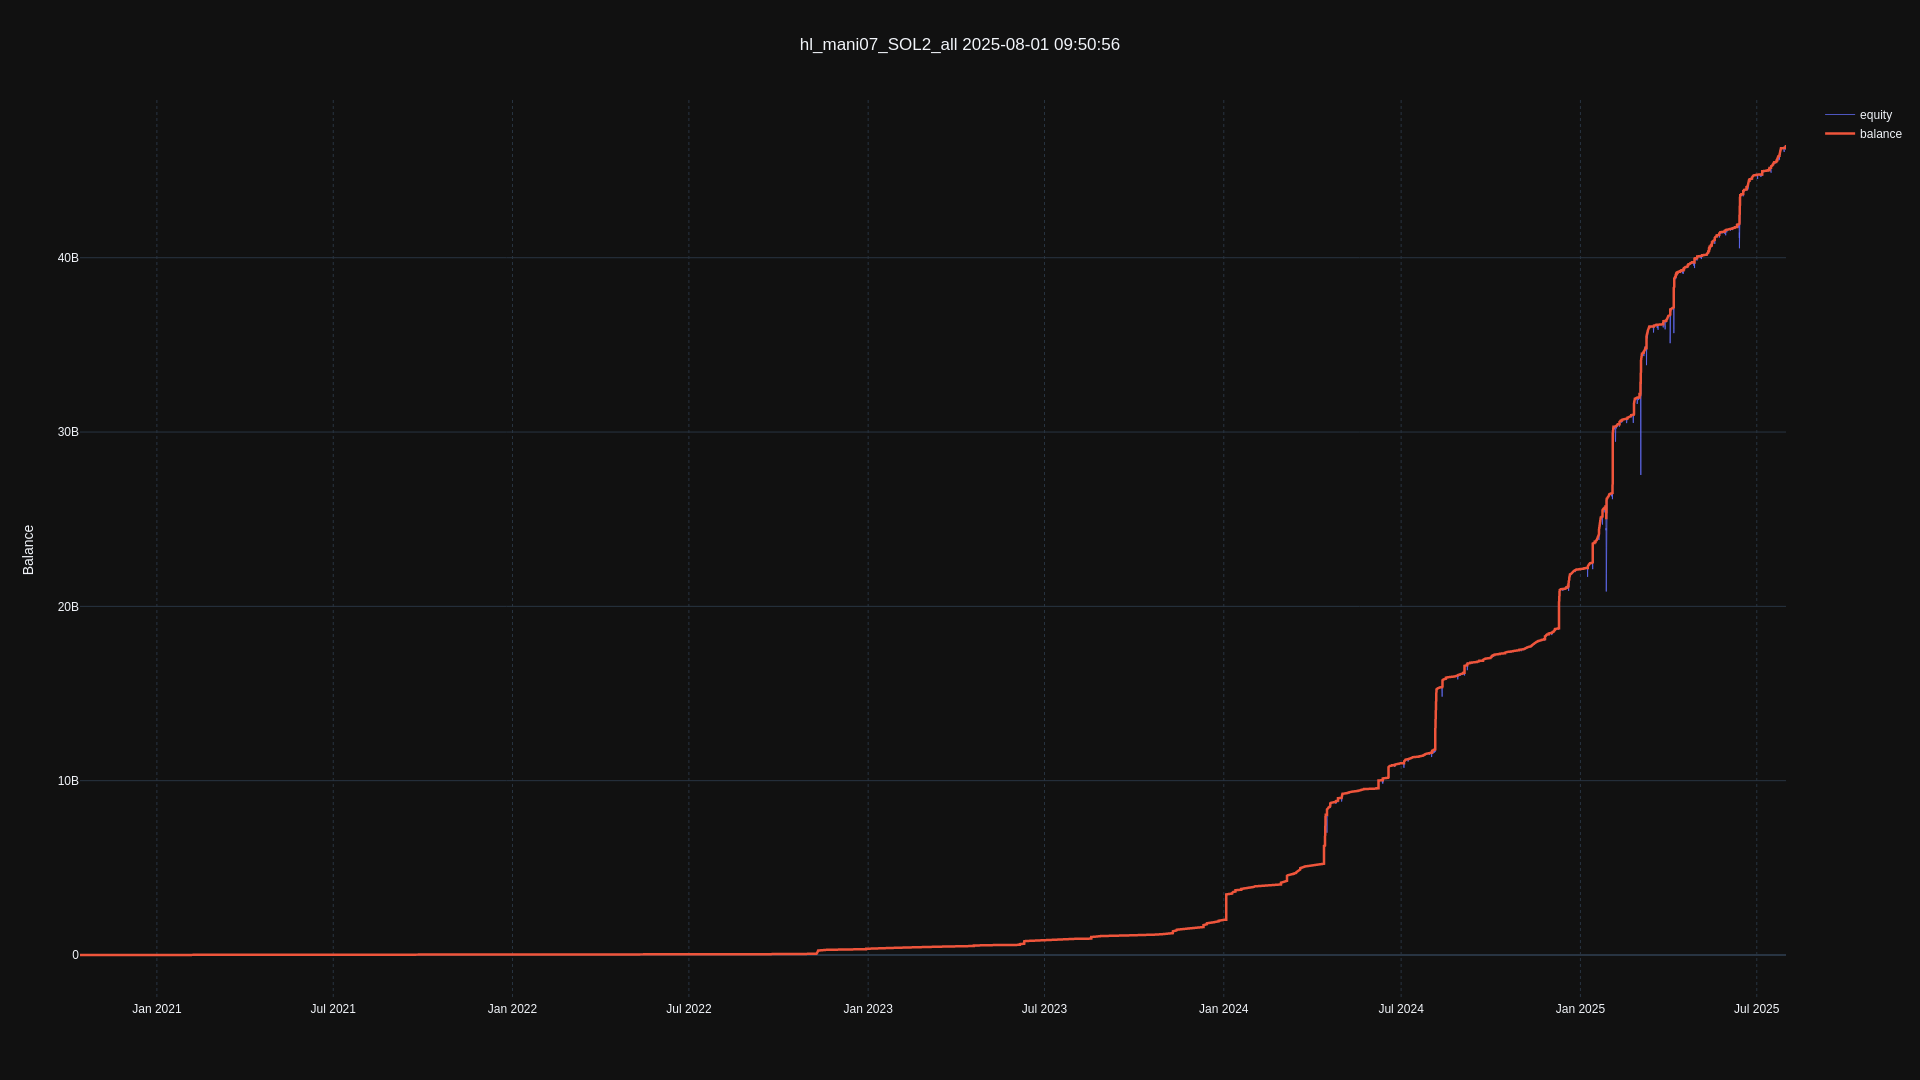 hl_mani07_SOL2_all 2025-08-01 09:50:56
equity
balance
Balance
40B
30B
20B
10B
0
Jan 2021
Jul 2021
Jan 2022
Jul 2022
Jan 2023
Jul 2023
Jan 2024
Jul 2024
Jan 2025
Jul 2025